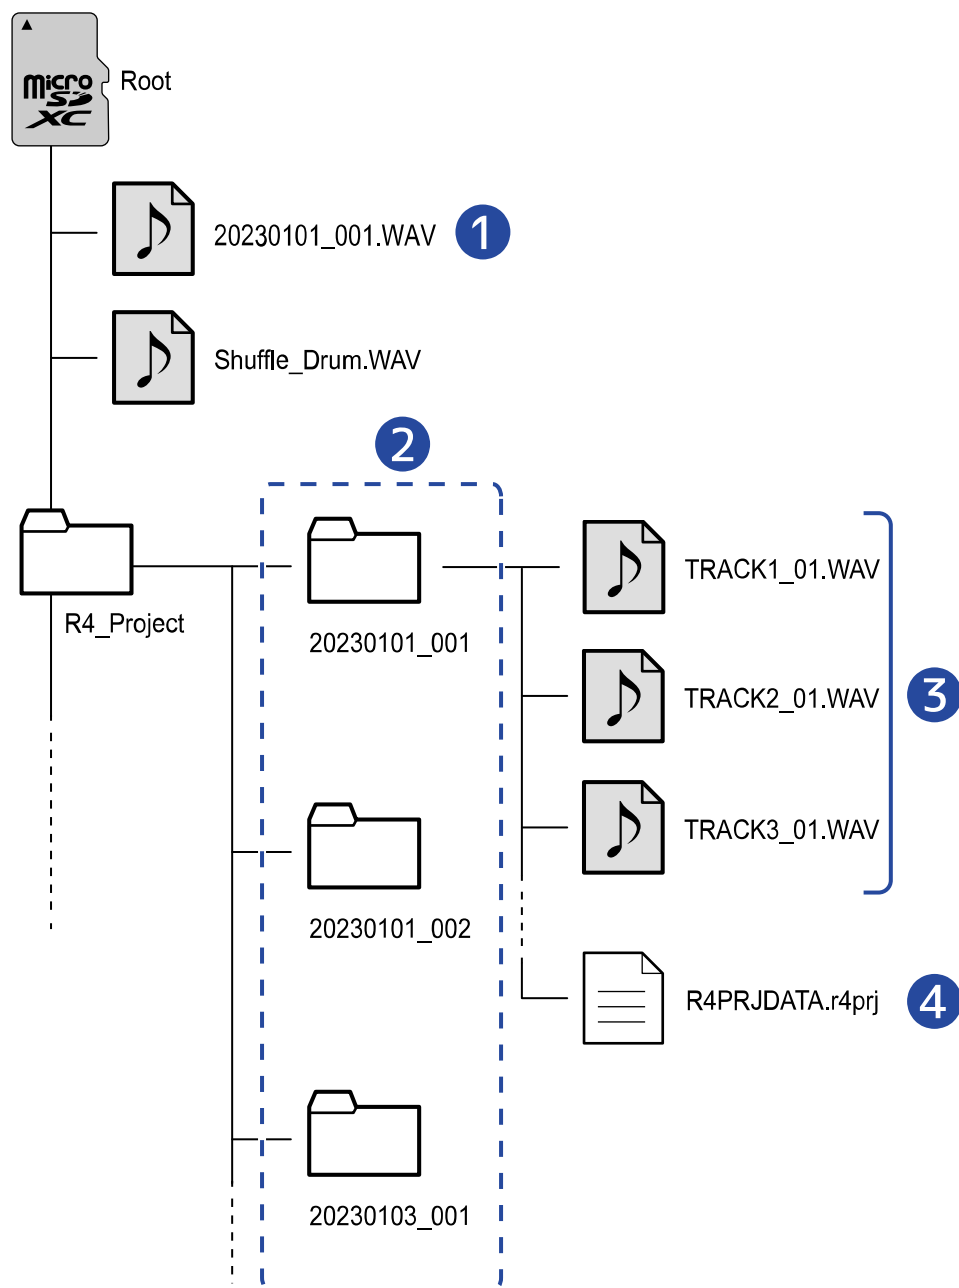 micro
SD
XC
Root
20230101_001.WAV 1
Shuffle_Drum.WAV
2
R4_Project
20230101_001
20230101_002
20230103_001
TRACK1_01.WAV
TRACK2_01.WAV
3
TRACK3_01.WAV
R4PRJDATA.r4prj 4